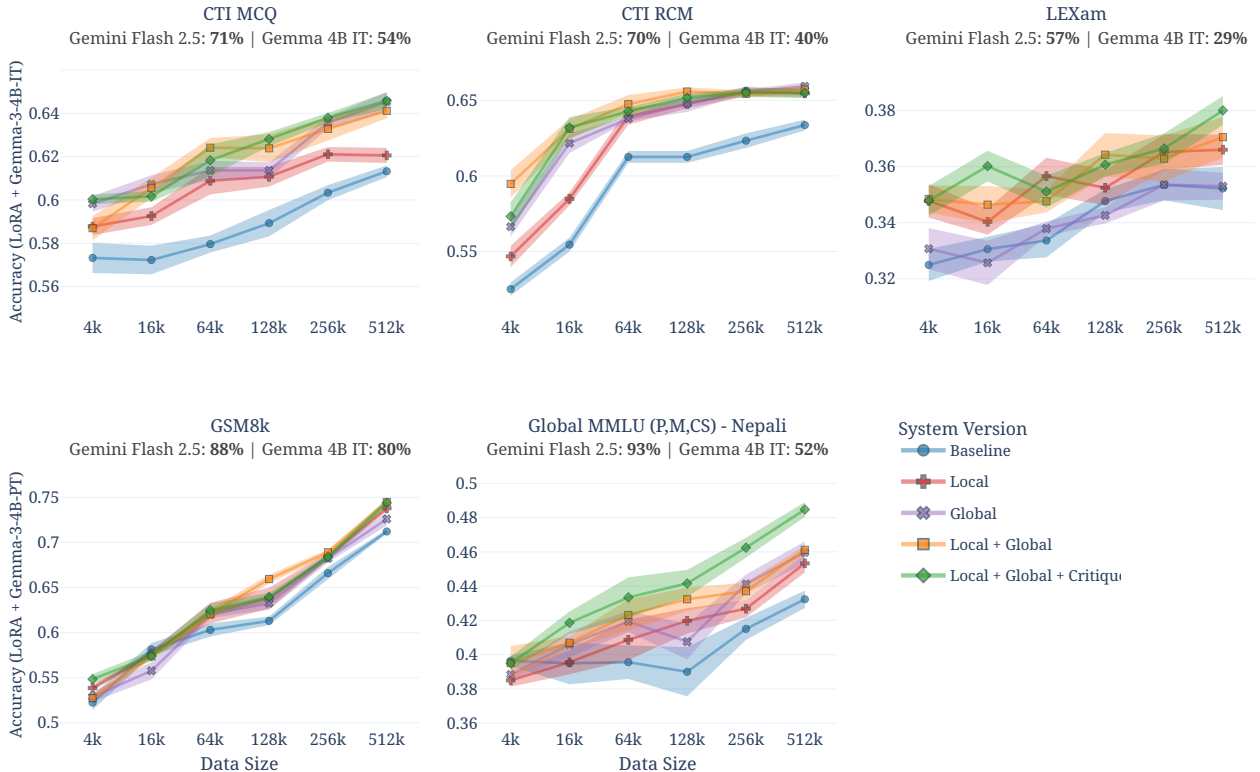 CTI MCQ
Gemini Flash 2.5: 71% | Gemma 4B IT: 54%
CTI RCM
Gemini Flash 2.5: 70% | Gemma 4B IT: 40%
LEXam
Gemini Flash 2.5: 57% | Gemma 4B IT: 29%
Accuracy (LoRA + Gemma-3-4B-IT)
0.64
0.62
0.6
0.58
0.56
4k 16k 64k 128k 256k 512k
0.65
0.6
0.55
4k 16k 64k 128k 256k 512k
0.38
0.36
0.34
0.32
4k 16k 64k 128k 256k 512k
GSM8k
Gemini Flash 2.5: 88% | Gemma 4B IT: 80%
Global MMLU (P,M,CS) - Nepali
Gemini Flash 2.5: 93% | Gemma 4B IT: 52%
Accuracy (LoRA + Gemma-3-4B-PT)
0.75
0.7
0.65
0.6
0.55
0.5
4k 16k 64k 128k 256k 512k
Data Size
0.5
0.48
0.46
0.44
0.42
0.4
0.38
0.36
4k 16k 64k 128k 256k 512k
Data Size
System Version
Baseline
Local
Global
Local + Global
Local + Global + Critique